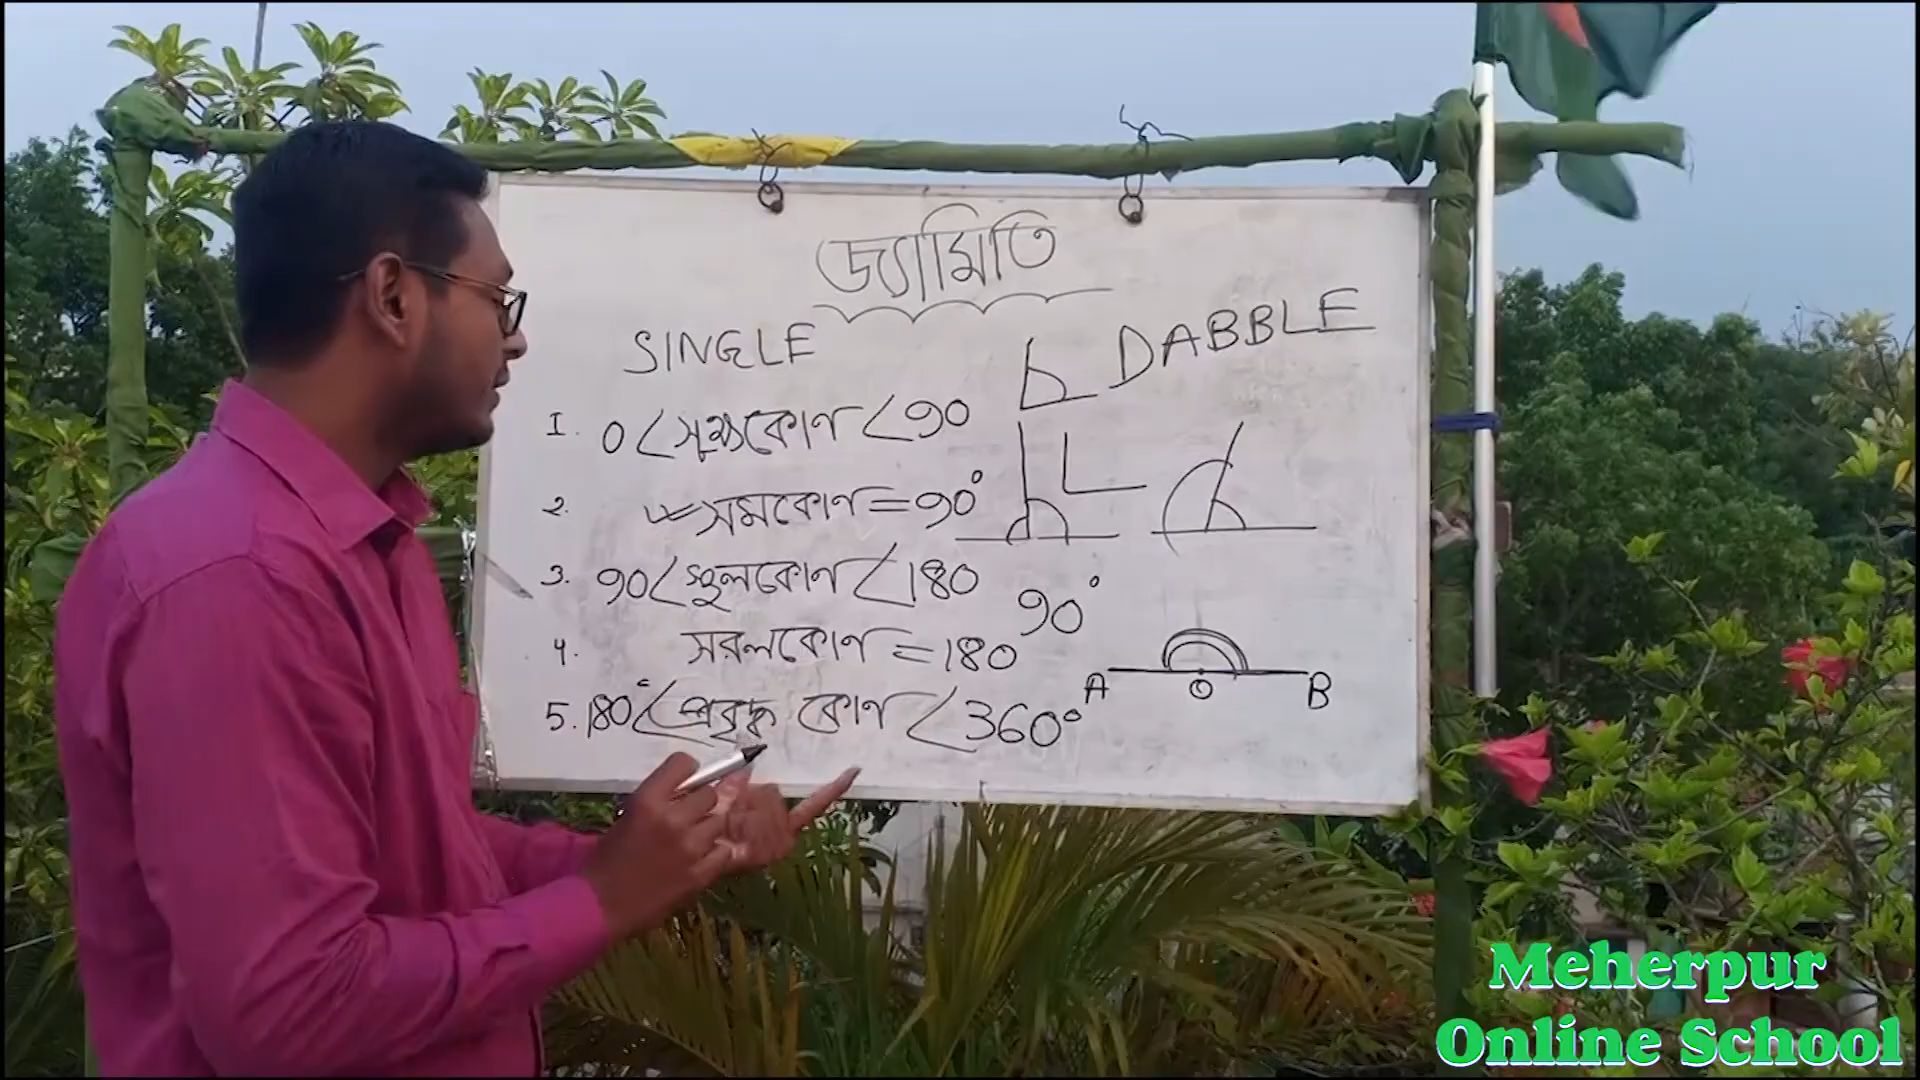 জ্যামিতি
SINGLE
DABBLE
1. 0 < সূক্ষ্মকোণ < 90
2. সমকোণ = 90°
3. 90 < স্থূলকোণ < 180
90°
4. সরলকোণ = 180
A O B
5. 180° < প্রবৃদ্ধ কোণ < 360°
Meherpur
Online School